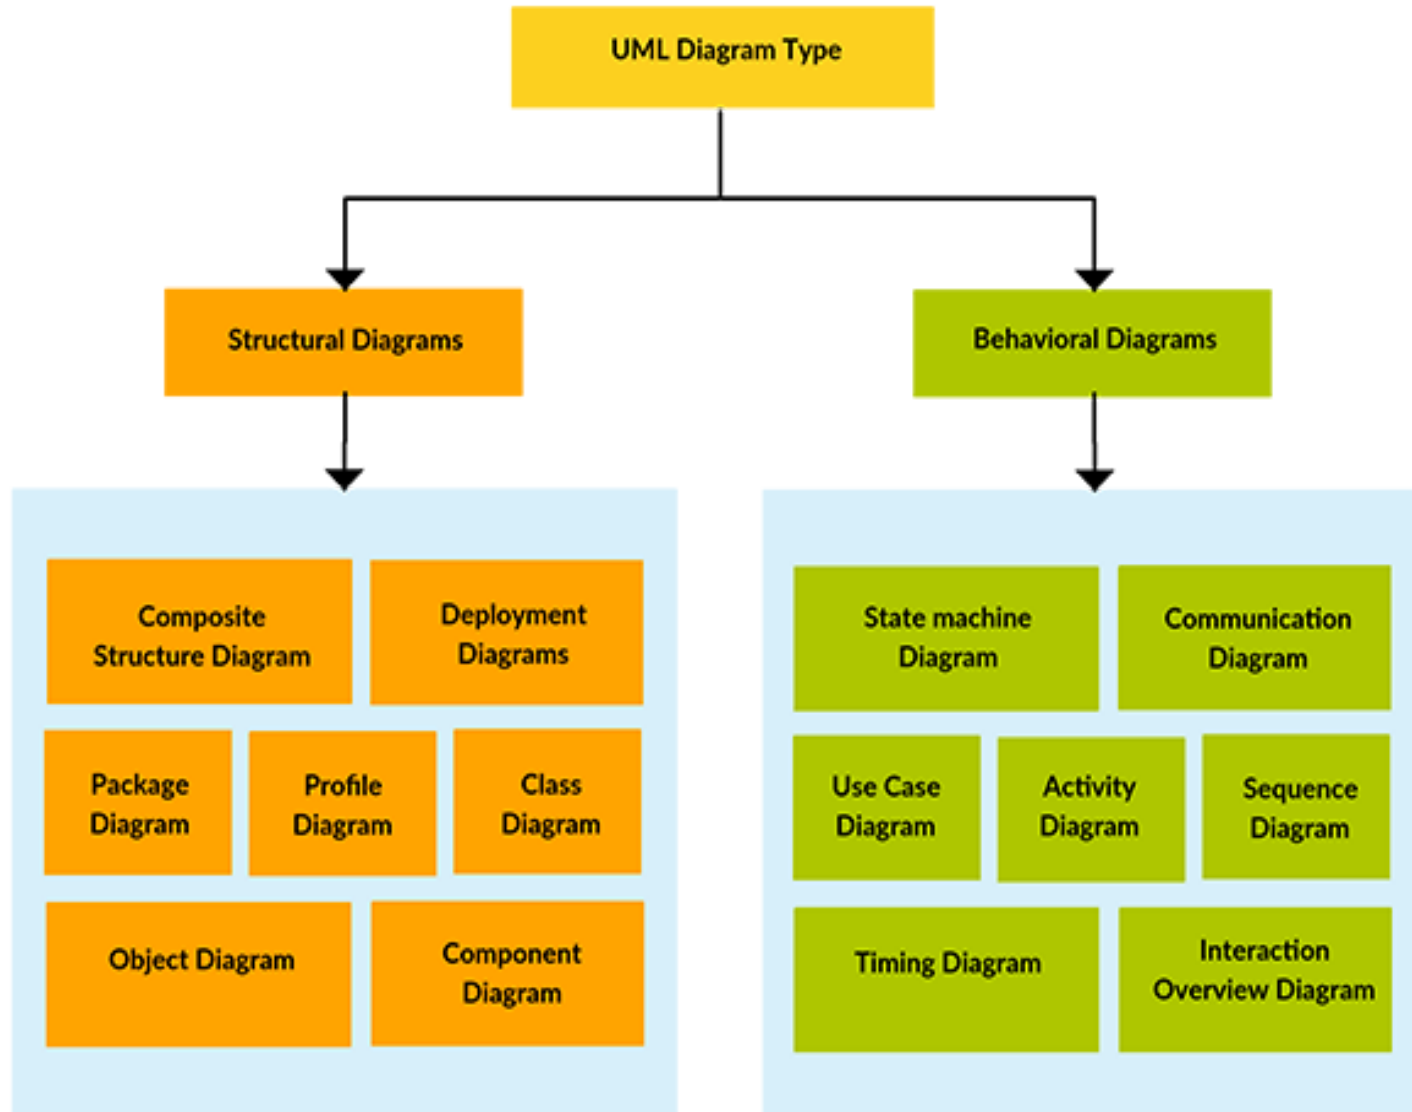 UML Diagram Type
Structural Diagrams
Behavioral Diagrams
Composite
Structure Diagram
Deployment
Diagrams
Package
Diagram
Profile
Diagram
Class
Diagram
Object Diagram
Component
Diagram
State machine
Diagram
Communication
Diagram
Use Case
Diagram
Activity
Diagram
Sequence
Diagram
Timing Diagram
Interaction
Overview Diagram